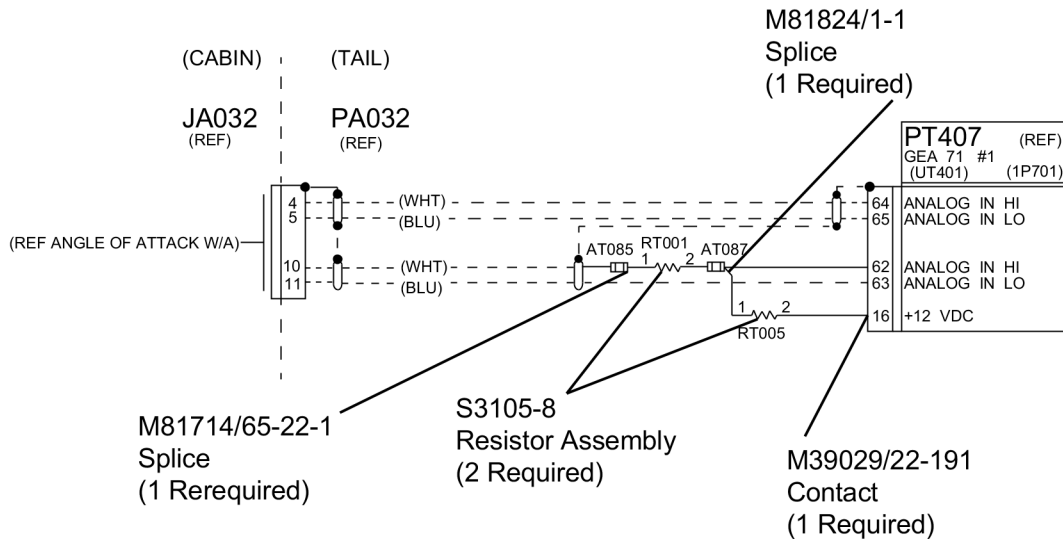 M81824/1-1
Splice
(1 Required)
(CABIN) (TAIL)
JA032 PA032
(REF) (REF)
PT407 (REF)
GEA 71 #1
(UT401) (1P701)
4 (WHT) 64 ANALOG IN HI
5 (BLU) 65 ANALOG IN LO
(REF ANGLE OF ATTACK W/A)
AT085 RT001 AT087
10 (WHT) 1 2 62 ANALOG IN HI
11 (BLU) 63 ANALOG IN LO
1 2 16 +12 VDC
RT005
M81714/65-22-1
Splice
(1 Rerequired)
S3105-8
Resistor Assembly
(2 Required)
M39029/22-191
Contact
(1 Required)